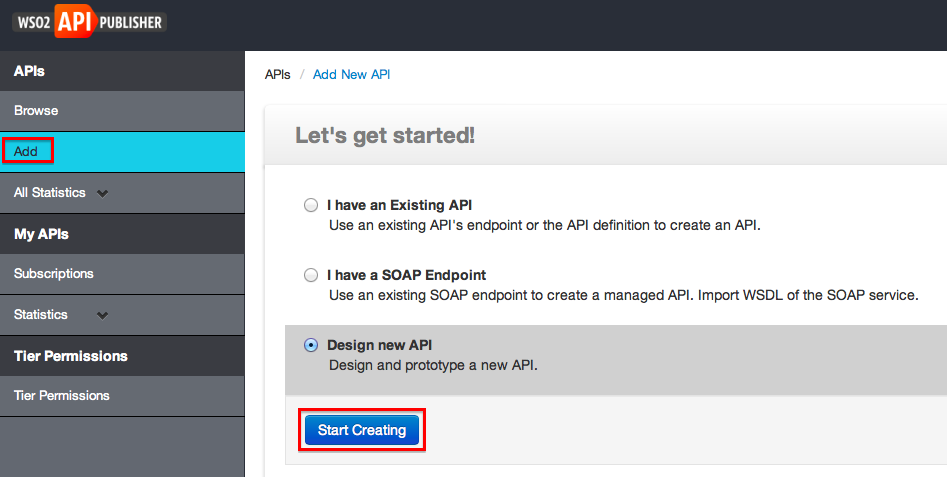 WSO2 API PUBLISHER
APIs
Browse
Add
All Statistics
My APIs
Subscriptions
Statistics
Tier Permissions
Tier Permissions
APIs / Add New API
Let's get started!
I have an Existing API
Use an existing API's endpoint or the API definition to create an API.
I have a SOAP Endpoint
Use an existing SOAP endpoint to create a managed API. Import WSDL of the SOAP service.
Design new API
Design and prototype a new API.
Start Creating